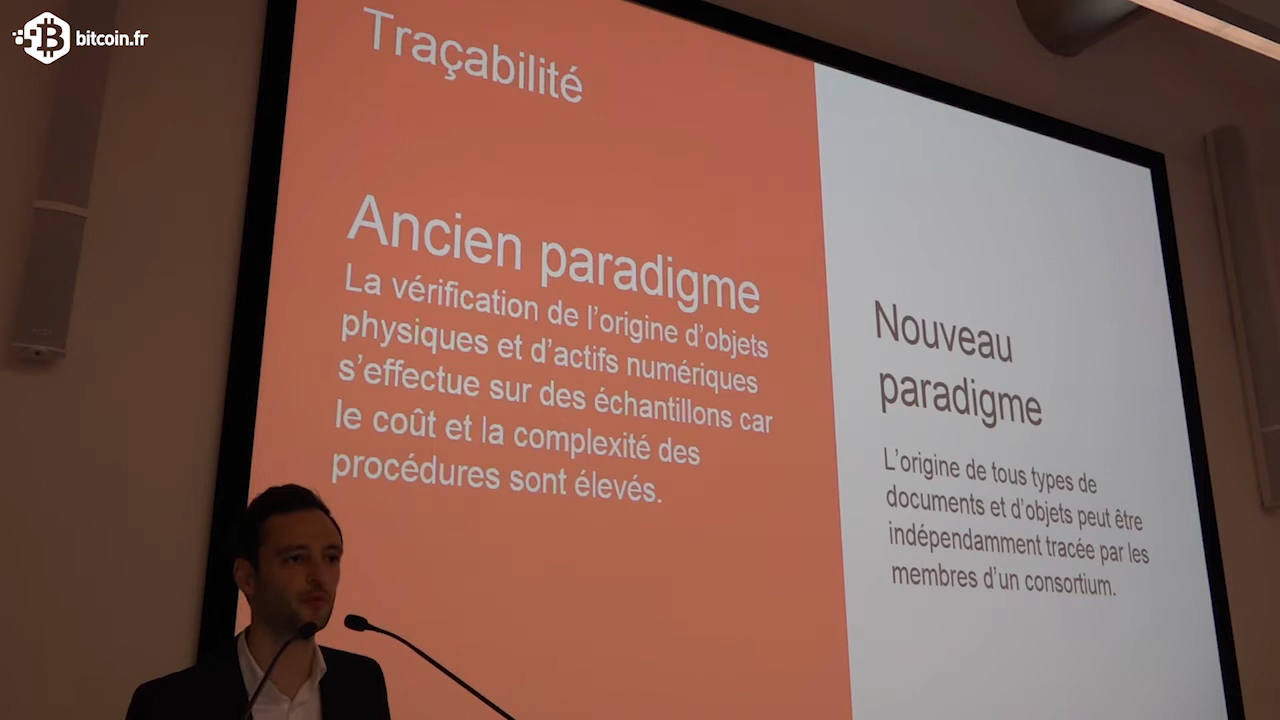 bitcoin.fr
Traçabilité
Ancien paradigme
La vérification de l'origine d'objets
physiques et d'actifs numériques
s'effectue sur des échantillons car
le coût et la complexité des
procédures sont élevés.
Nouveau
paradigme
L'origine de tous types de
documents et d'objets peut être
indépendamment tracée par les
membres d'un consortium.